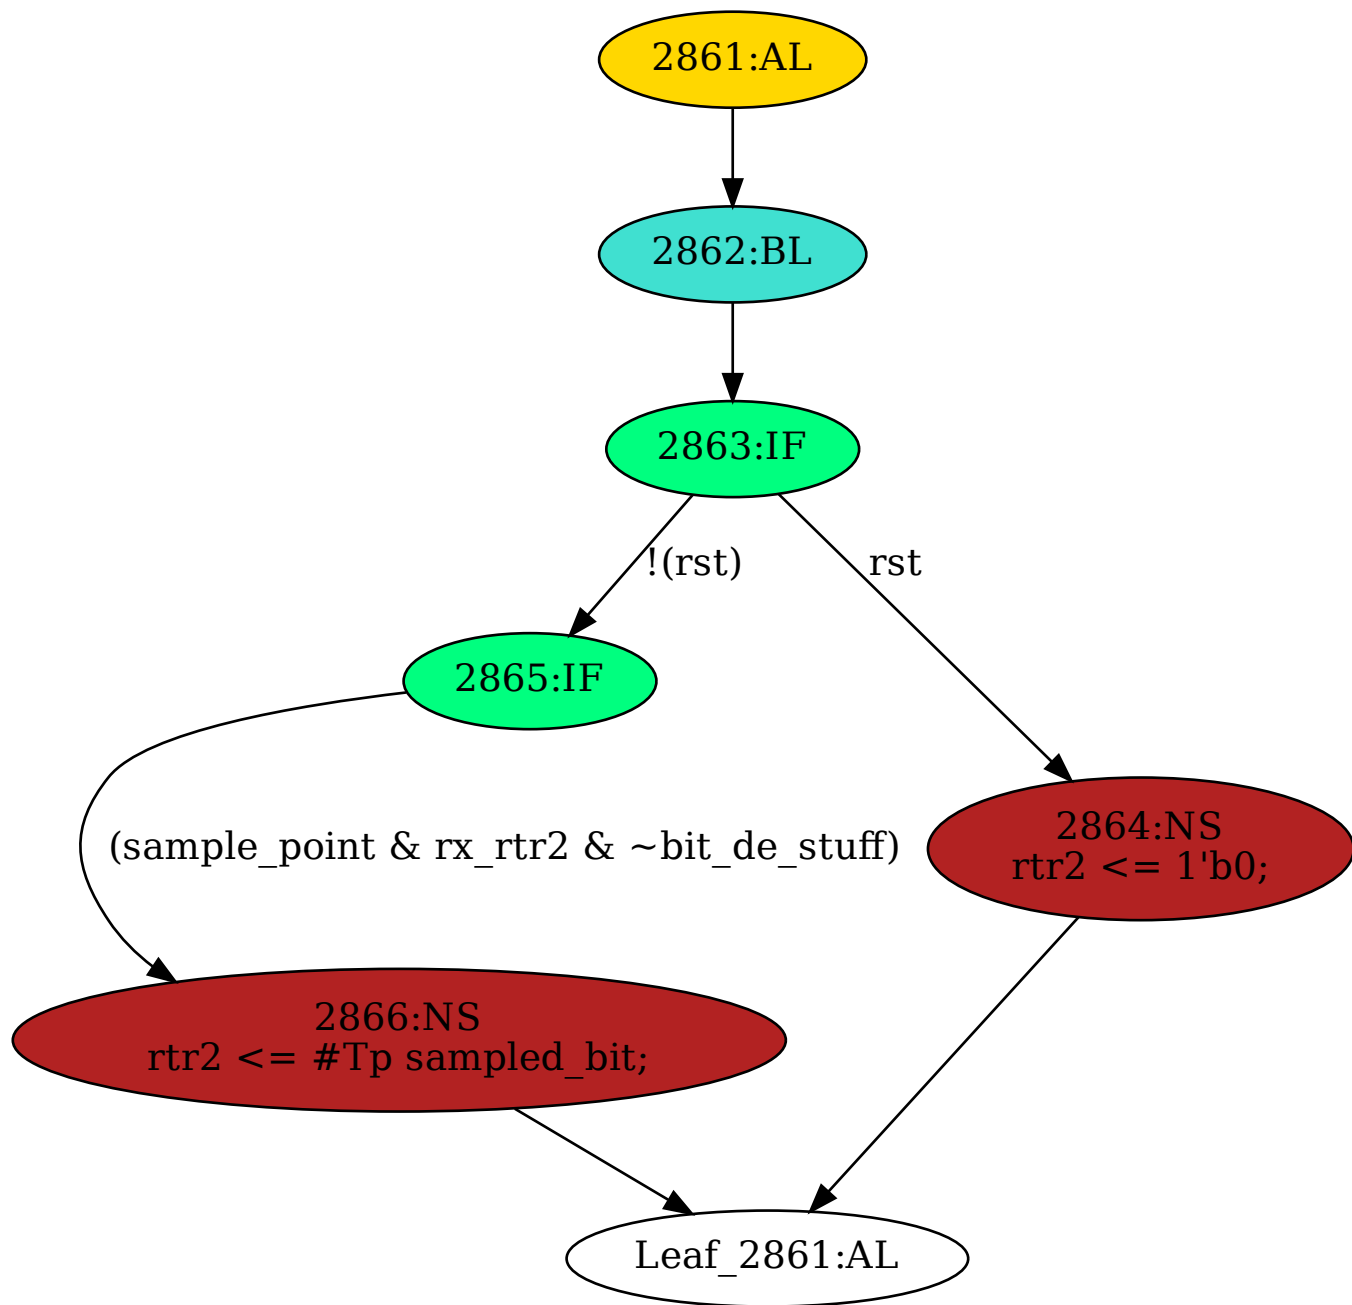 2861:AL
2862:BL
2863:IF
!(rst)
rst
2865:IF
(sample_point & rx_rtr2 & ~bit_de_stuff)
2864:NS
rtr2 <= 1'b0;
2866:NS
rtr2 <= #Tp sampled_bit;
Leaf_2861:AL